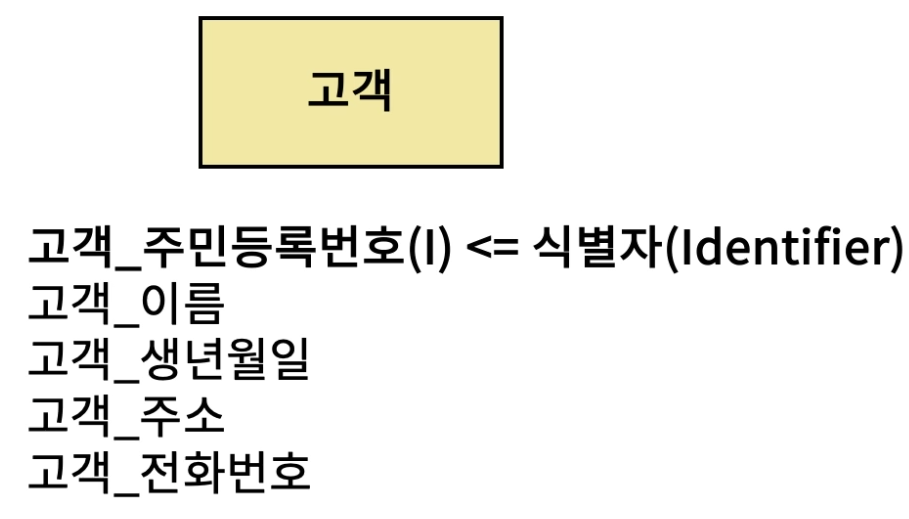 고객
고객_주민등록번호(I) <= 식별자(Identifier)
고객_이름
고객_생년월일
고객_주소
고객_전화번호